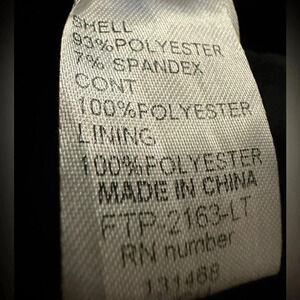 SHELL
93%POLYESTER
7% SPANDEX
CONT
100%POLYESTER
LINING
100%POLYESTER
MADE IN CHINA
FTP-2163-LT
RN number
131468